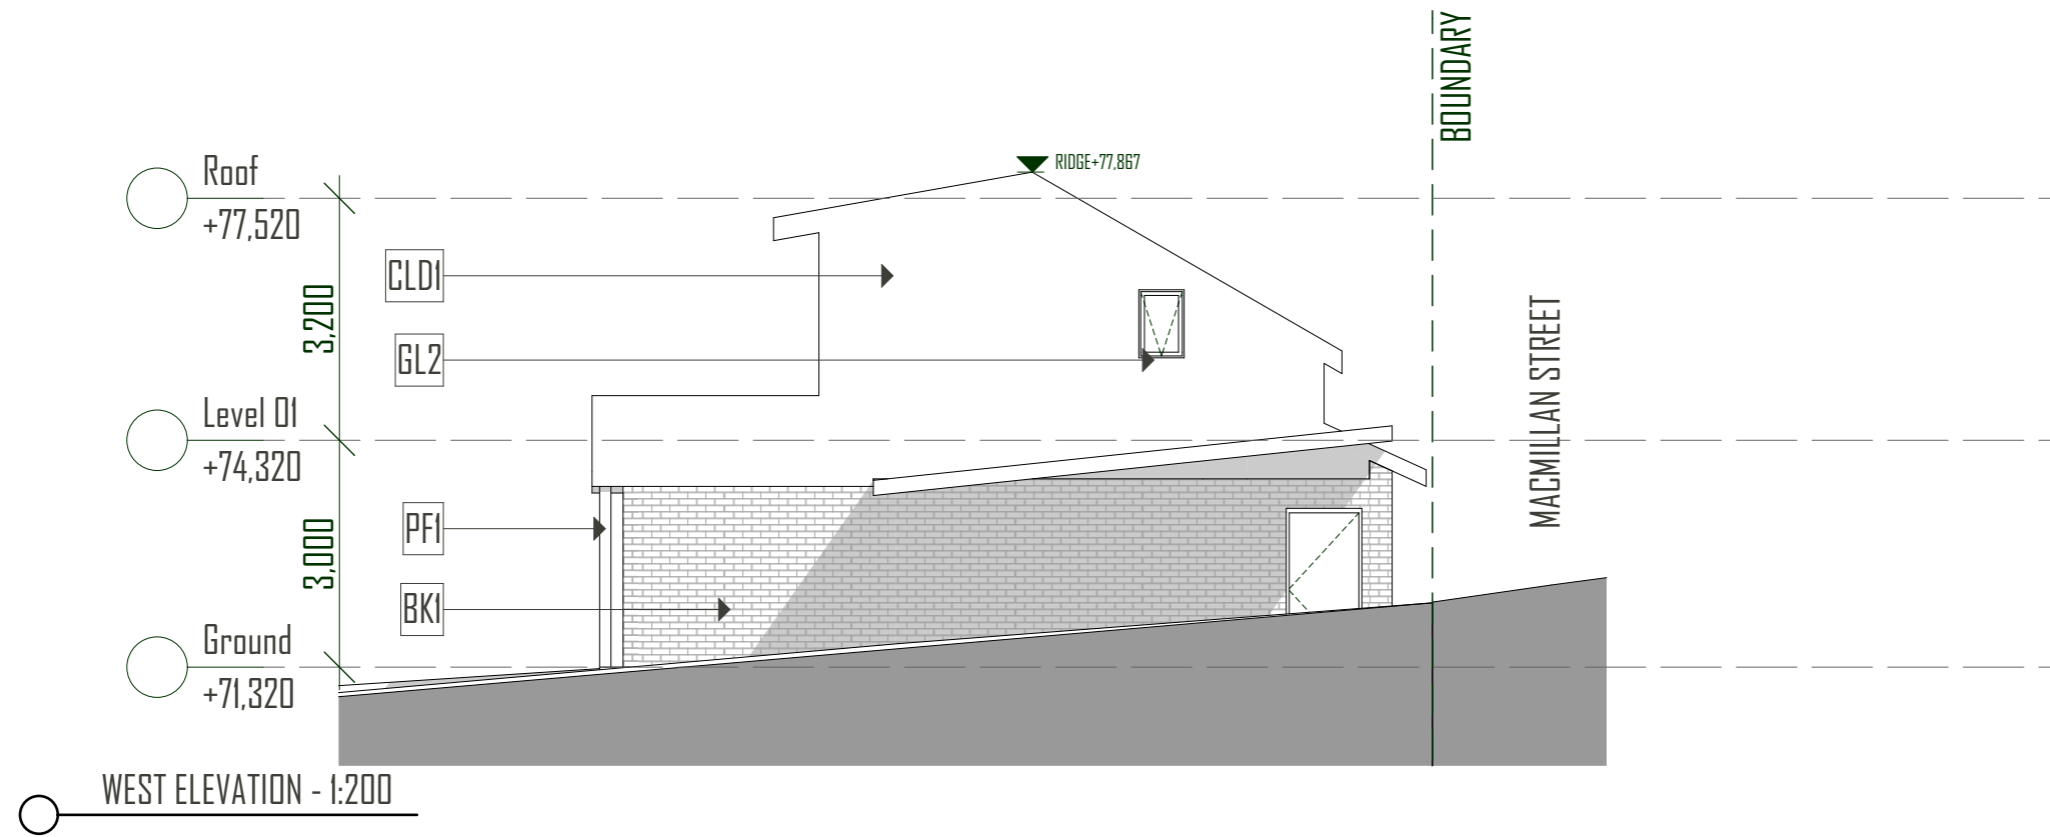 BOUNDARY
RIDGE+77,867
Roof
+77,520
CLD1
3,200
GL2
MACMILLAN STREET
Level 01
+74,320
PF1
3,000
BK1
Ground
+71,320
WEST ELEVATION - 1:200